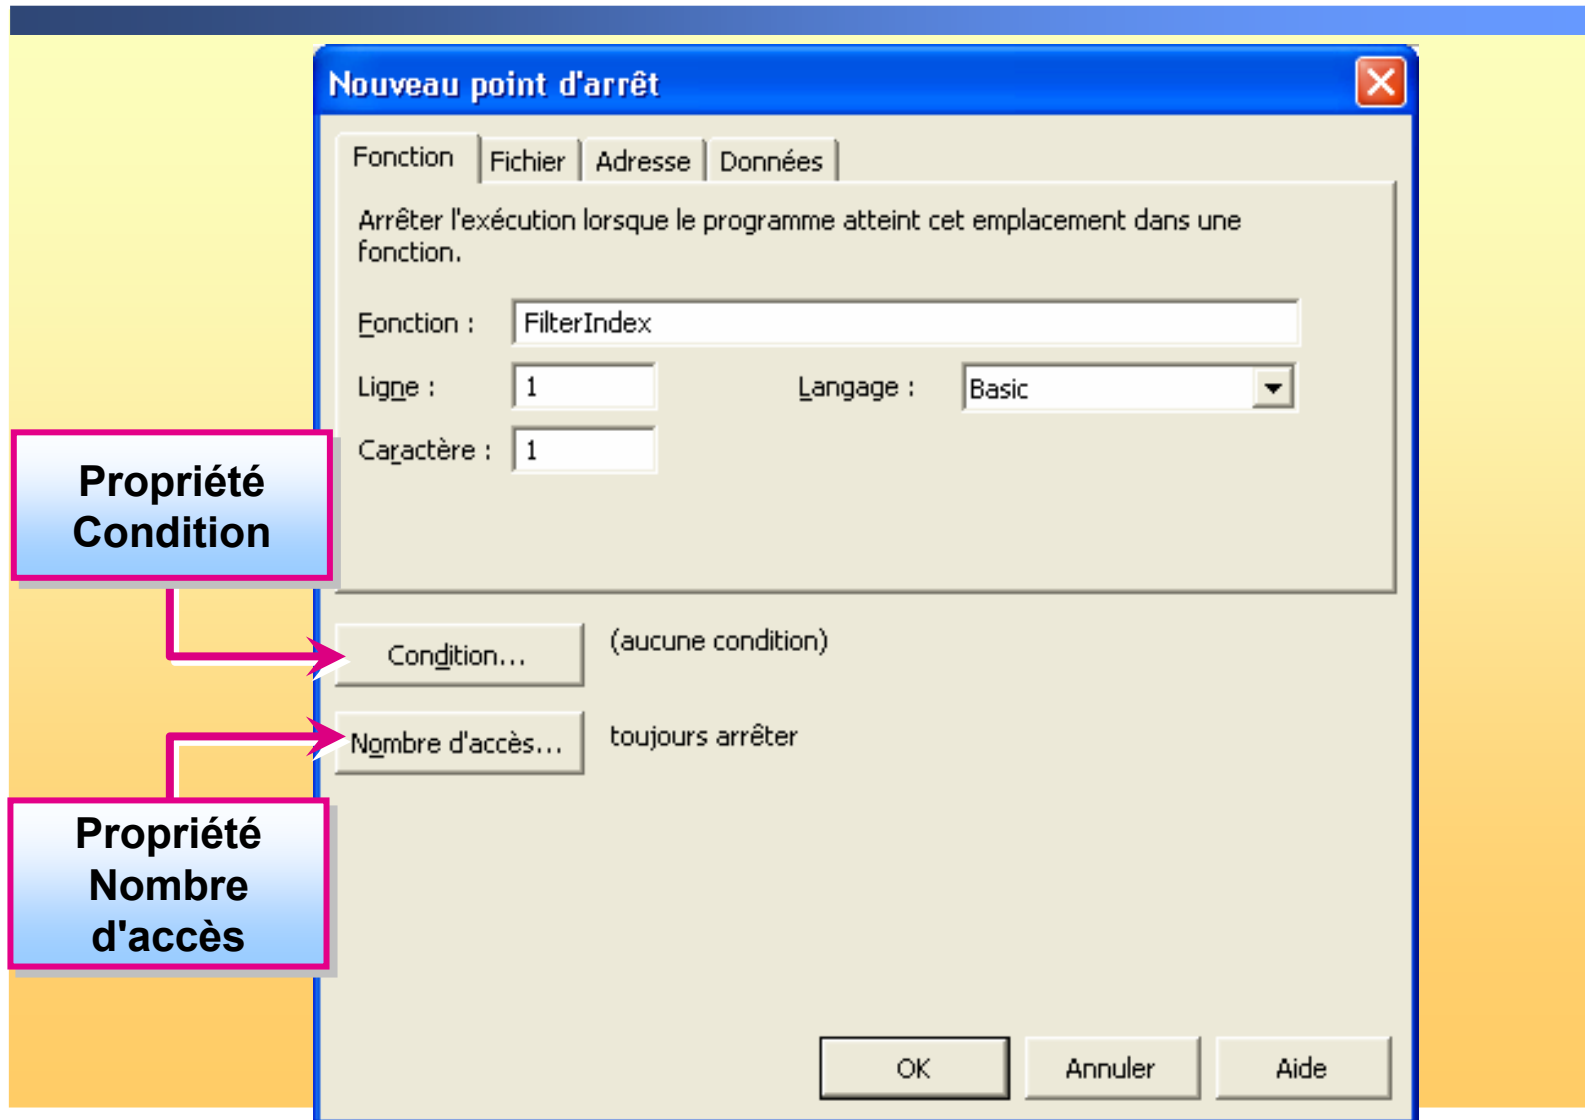 Nouveau point d'arrêt
Fonction
Fichier
Adresse
Données
Arrêter l'exécution lorsque le programme atteint cet emplacement dans une
fonction.
Fonction :
FilterIndex
Ligne :
1
Langage :
Basic
Caractère :
1
Propriété
Condition
Condition...
(aucune condition)
Nombre d'accès...
toujours arrêter
Propriété
Nombre
d'accès
OK
Annuler
Aide